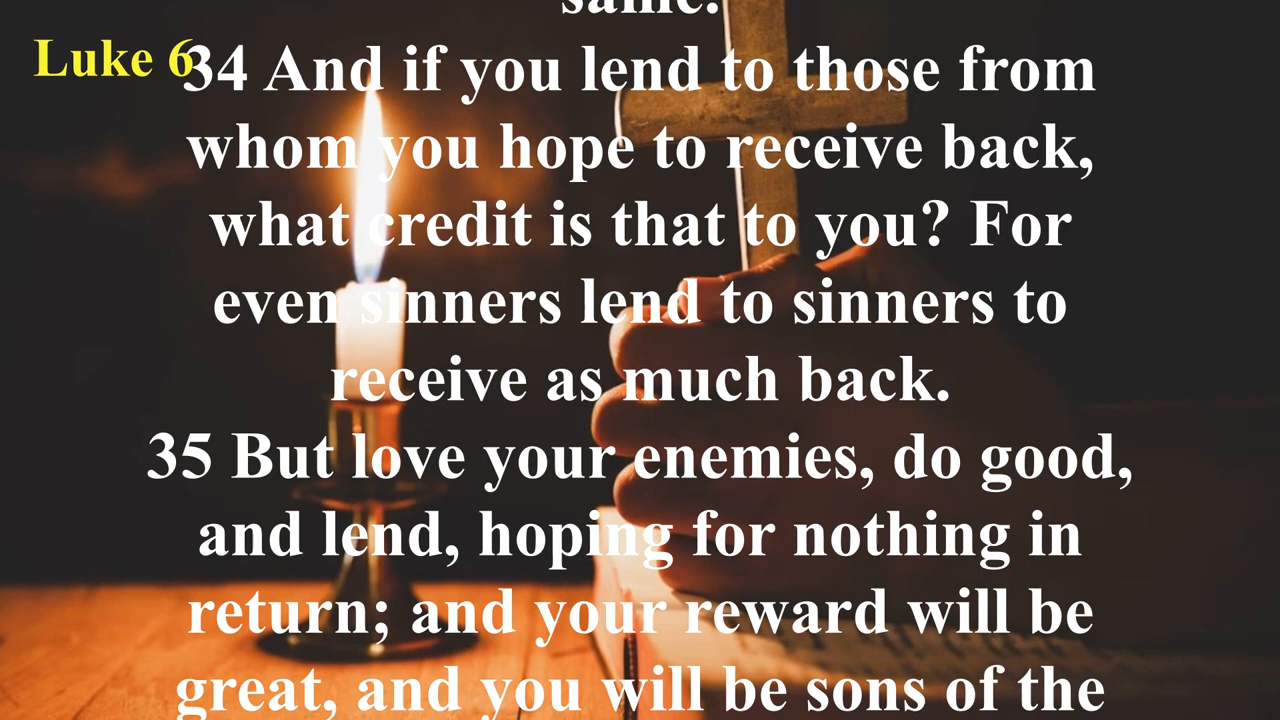 same.
Luke 6
34 And if you lend to those from
whom you hope to receive back,
what credit is that to you? For
even sinners lend to sinners to
receive as much back.
35 But love your enemies, do good,
and lend, hoping for nothing in
return; and your reward will be
great, and you will be sons of the